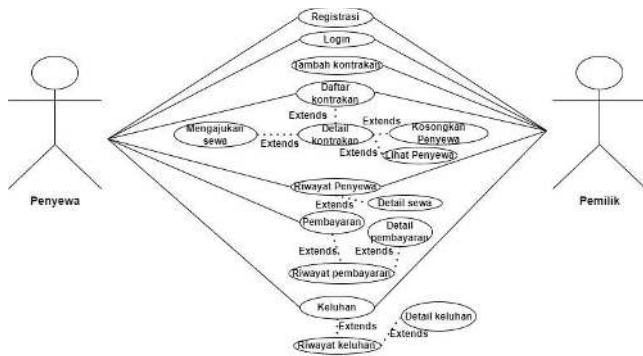 Registrasi
Login
Tambah kontrakan
Daftar
kontrakan
Extends
Mengajukan
sewa
Extends
Detail
kontrakan
Extends
Kosongkan
Penyewa
Extends
Lihat Penyewa
Penyewa
Pemilik
Riwayat Penyewa
Extends
Detail sewa
Pembayaran
Detail
pembayaran
Extends
Extends
Riwayat pembayaran
Keluhan
Extends
Detail keluhan
Extends
Riwayat keluhan